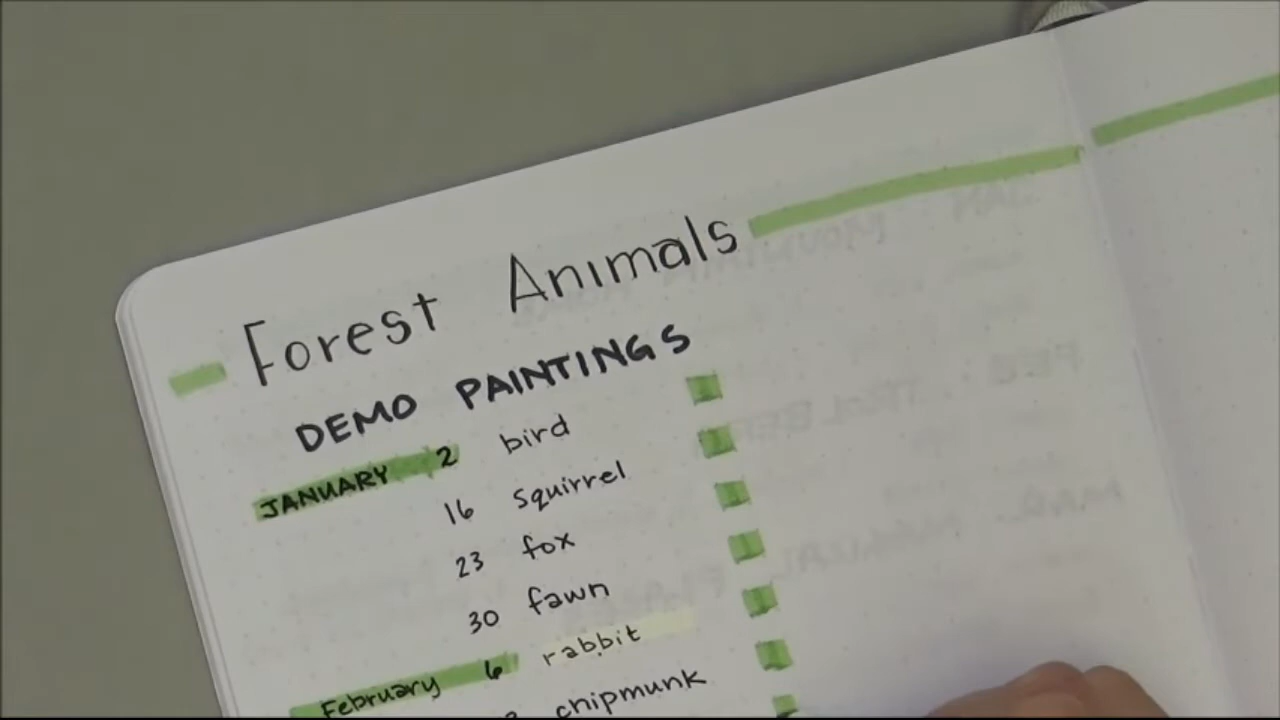 Forest Animals
DEMO PAINTINGS
JANUARY 2 bird
16 squirrel
23 fox
30 fawn
February 6 rabbit
chipmunk